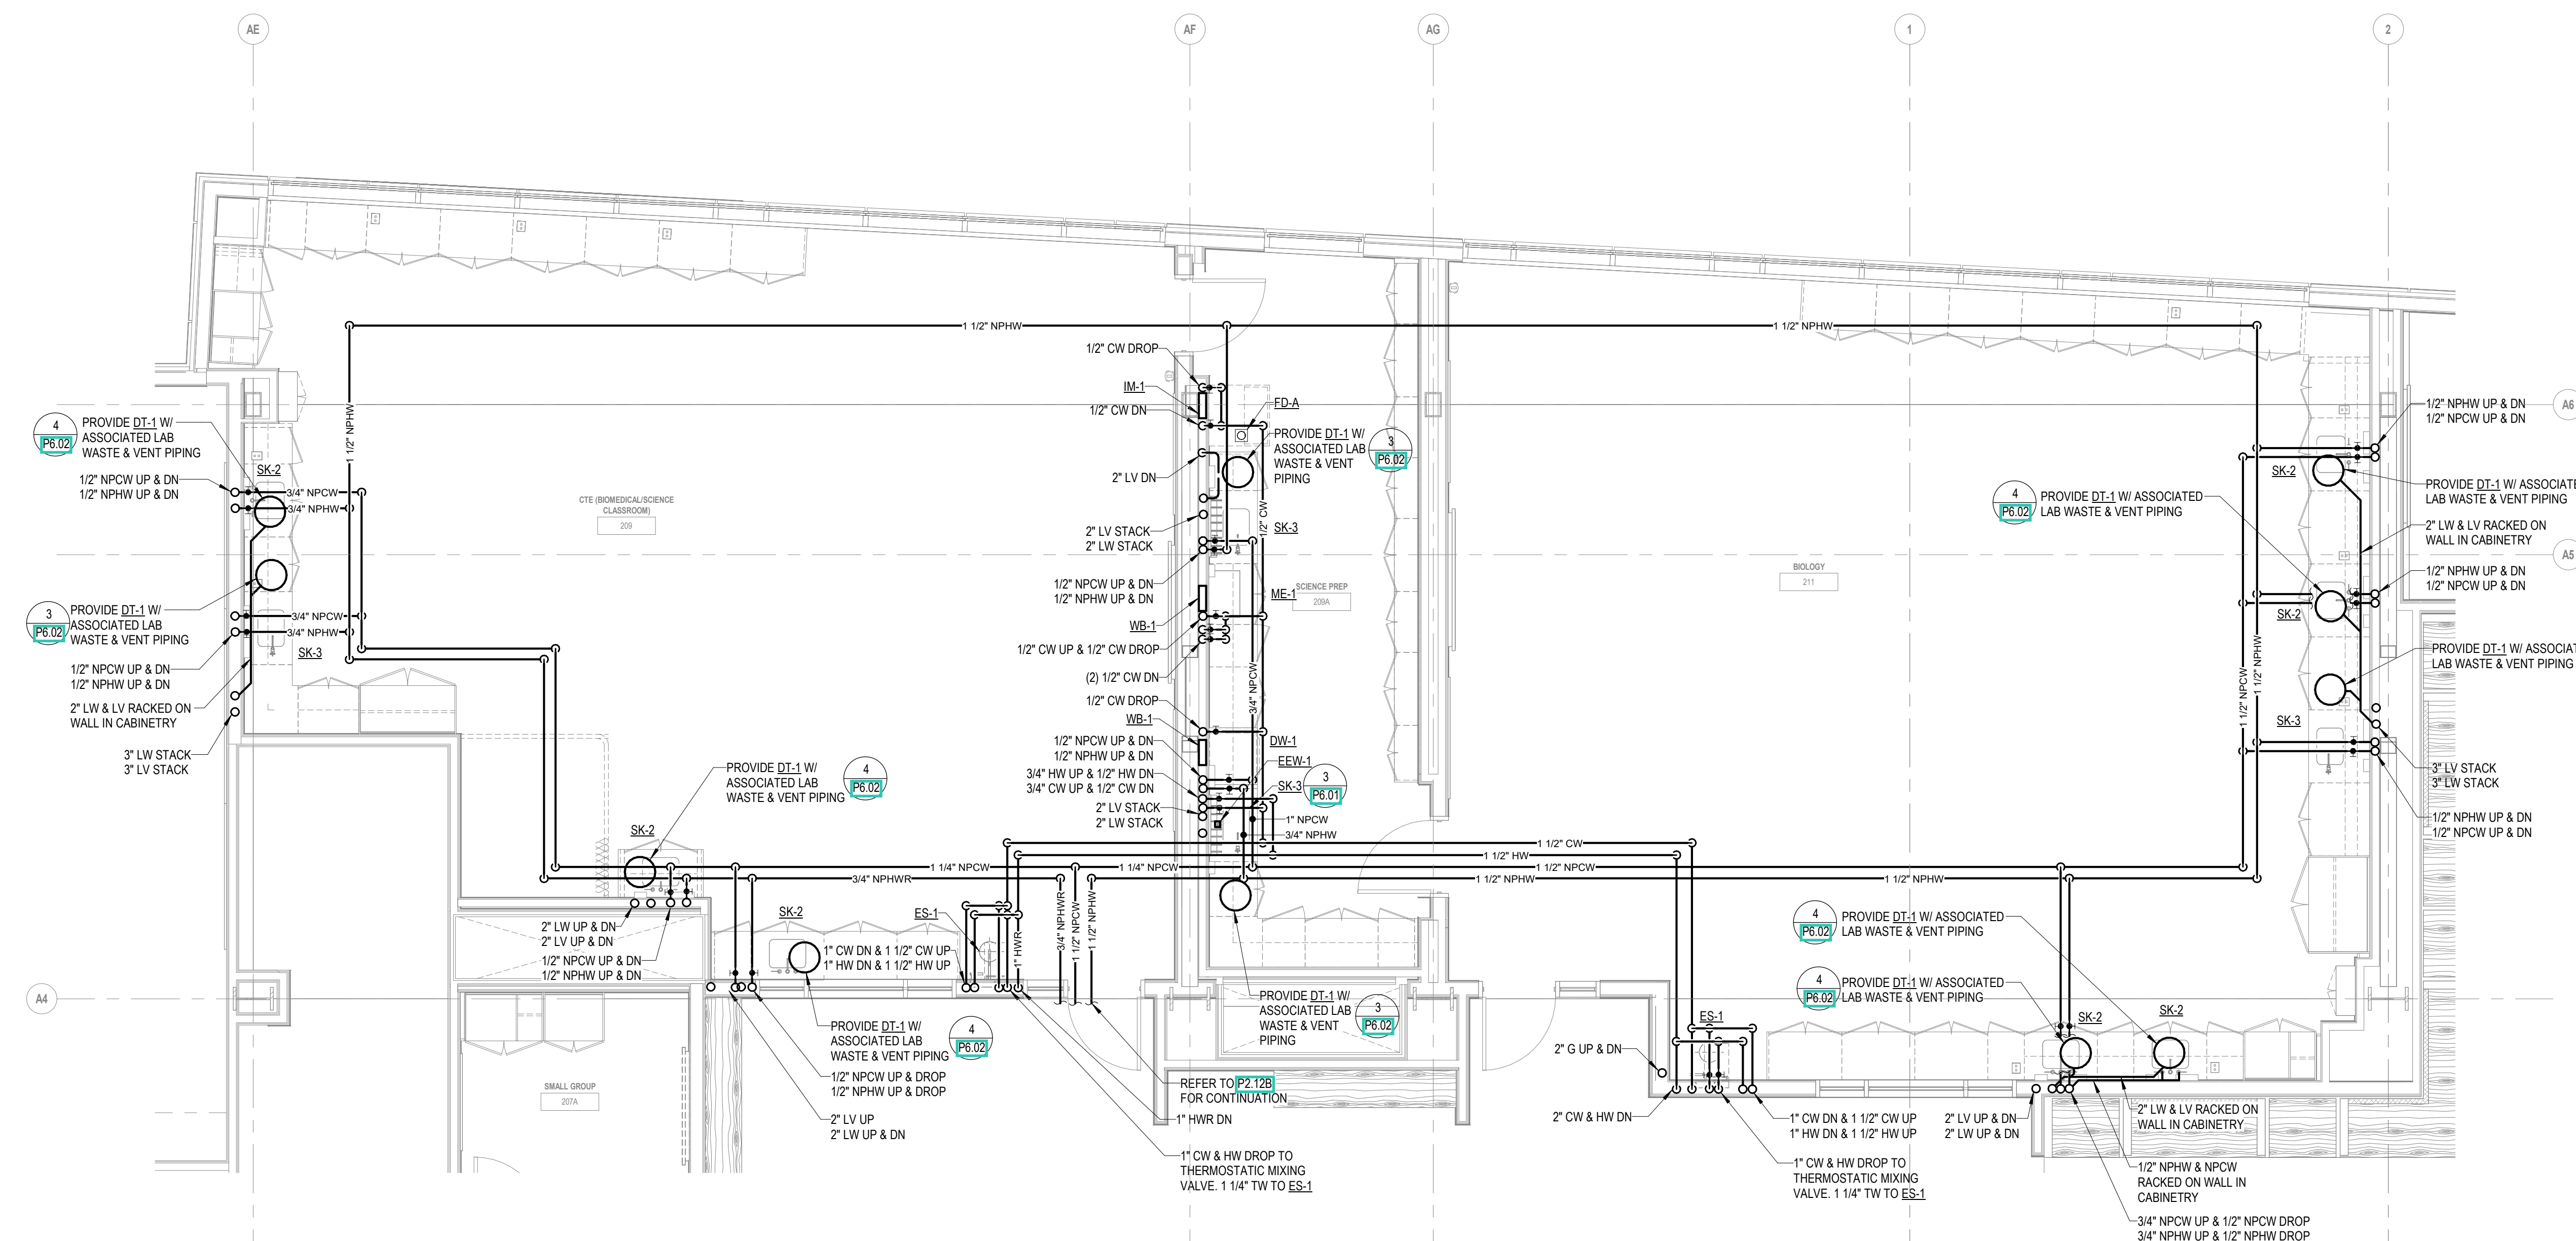 AE
AF
AG
1
2
1 1/2" NPHW
1 1/2" NPHW
1/2" CW DROP
IM-1
1/2" CW DN
FD-A
A6
1/2" NPHW UP & DN
1/2" NPCW UP & DN
4
P6.02
PROVIDE DT-1 W/
ASSOCIATED LAB
WASTE & VENT PIPING
1 1/2" NPHW
PROVIDE DT-1 W/
ASSOCIATED LAB
WASTE & VENT
PIPING
3
P6.02
SK-2
1/2" NPCW UP & DN
1/2" NPHW UP & DN
3/4" NPCW
3/4" NPHW
2" LV DN
SK-2
PROVIDE DT-1 W/ ASSOCIATE
LAB WASTE & VENT PIPING
CTE (BIOMEDICAL/SCIENCE
CLASSROOM)
209
4
P6.02
PROVIDE DT-1 W/ ASSOCIATED
LAB WASTE & VENT PIPING
2" LV STACK
2" LW STACK
1/2" CW
SK-3
2" LW & LV RACKED ON
WALL IN CABINETRY
A5
BIOLOGY
211
1/2" NPCW UP & DN
1/2" NPHW UP & DN
ME-1
SCIENCE PREP
209A
1/2" NPHW UP & DN
1/2" NPCW UP & DN
3
P6.02
PROVIDE DT-1 W/
ASSOCIATED LAB
WASTE & VENT PIPING
3/4" NPCW
3/4" NPHW
WB-1
SK-2
SK-3
1/2" CW UP & 1/2" CW DROP
(2) 1/2" CW DN
3/4" NPCW
1 1/2" NPCW
1 1/2" NPHW
PROVIDE DT-1 W/ ASSOCIAT
LAB WASTE & VENT PIPING
1/2" NPCW UP & DN
1/2" NPHW UP & DN
2" LW & LV RACKED ON
WALL IN CABINETRY
1/2" CW DROP
WB-1
SK-3
3" LW STACK
3" LV STACK
1/2" NPCW UP & DN
1/2" NPHW UP & DN
DW-1
EEW-1
3
P6.01
SK-3
3/4" HW UP & 1/2" HW DN
3/4" CW UP & 1/2" CW DN
2" LV STACK
2" LW STACK
1" NPCW
3/4" NPHW
3" LV STACK
3" LW STACK
1/2" NPHW UP & DN
1/2" NPCW UP & DN
PROVIDE DT-1 W/
ASSOCIATED LAB
WASTE & VENT PIPING
4
P6.02
SK-2
1 1/2" CW
1 1/2" HW
1 1/4" NPCW
1 1/4" NPCW
1 1/2" NPCW
3/4" NPHWR
1 1/2" NPHW
1 1/2" NPHW
SK-2
ES-1
2" LW UP & DN
2" LV UP & DN
1/2" NPCW UP & DN
1/2" NPHW UP & DN
1" CW DN & 1 1/2" CW UP
1" HW DN & 1 1/2" HW UP
1" HWR
3/4" NPHWR
1 1/2" NPCW
1 1/2" NPHW
4
P6.02
PROVIDE DT-1 W/ ASSOCIATED
LAB WASTE & VENT PIPING
4
P6.02
PROVIDE DT-1 W/ ASSOCIATED
LAB WASTE & VENT PIPING
A4
PROVIDE DT-1 W/
ASSOCIATED LAB
WASTE & VENT
PIPING
3
P6.02
ES-1
SK-2
SK-2
PROVIDE DT-1 W/
ASSOCIATED LAB
WASTE & VENT PIPING
4
P6.02
1/2" NPCW UP & DROP
1/2" NPHW UP & DROP
2" LV UP
2" LW UP & DN
SMALL GROUP
207A
REFER TO P2.12B
FOR CONTINUATION
1" HWR DN
1" CW & HW DROP TO
THERMOSTATIC MIXING
VALVE. 1 1/4" TW TO ES-1
2" G UP & DN
2" CW & HW DN
1" CW DN & 1 1/2" CW UP
1" HW DN & 1 1/2" HW UP
1" CW & HW DROP TO
THERMOSTATIC MIXING
VALVE. 1 1/4" TW TO ES-1
2" LV UP & DN
2" LW UP & DN
2" LW & LV RACKED ON
WALL IN CABINETRY
1/2" NPHW & NPCW
RACKED ON WALL IN
CABINETRY
3/4" NPCW UP & 1/2" NPCW DROP
3/4" NPHW UP & 1/2" NPHW DROP